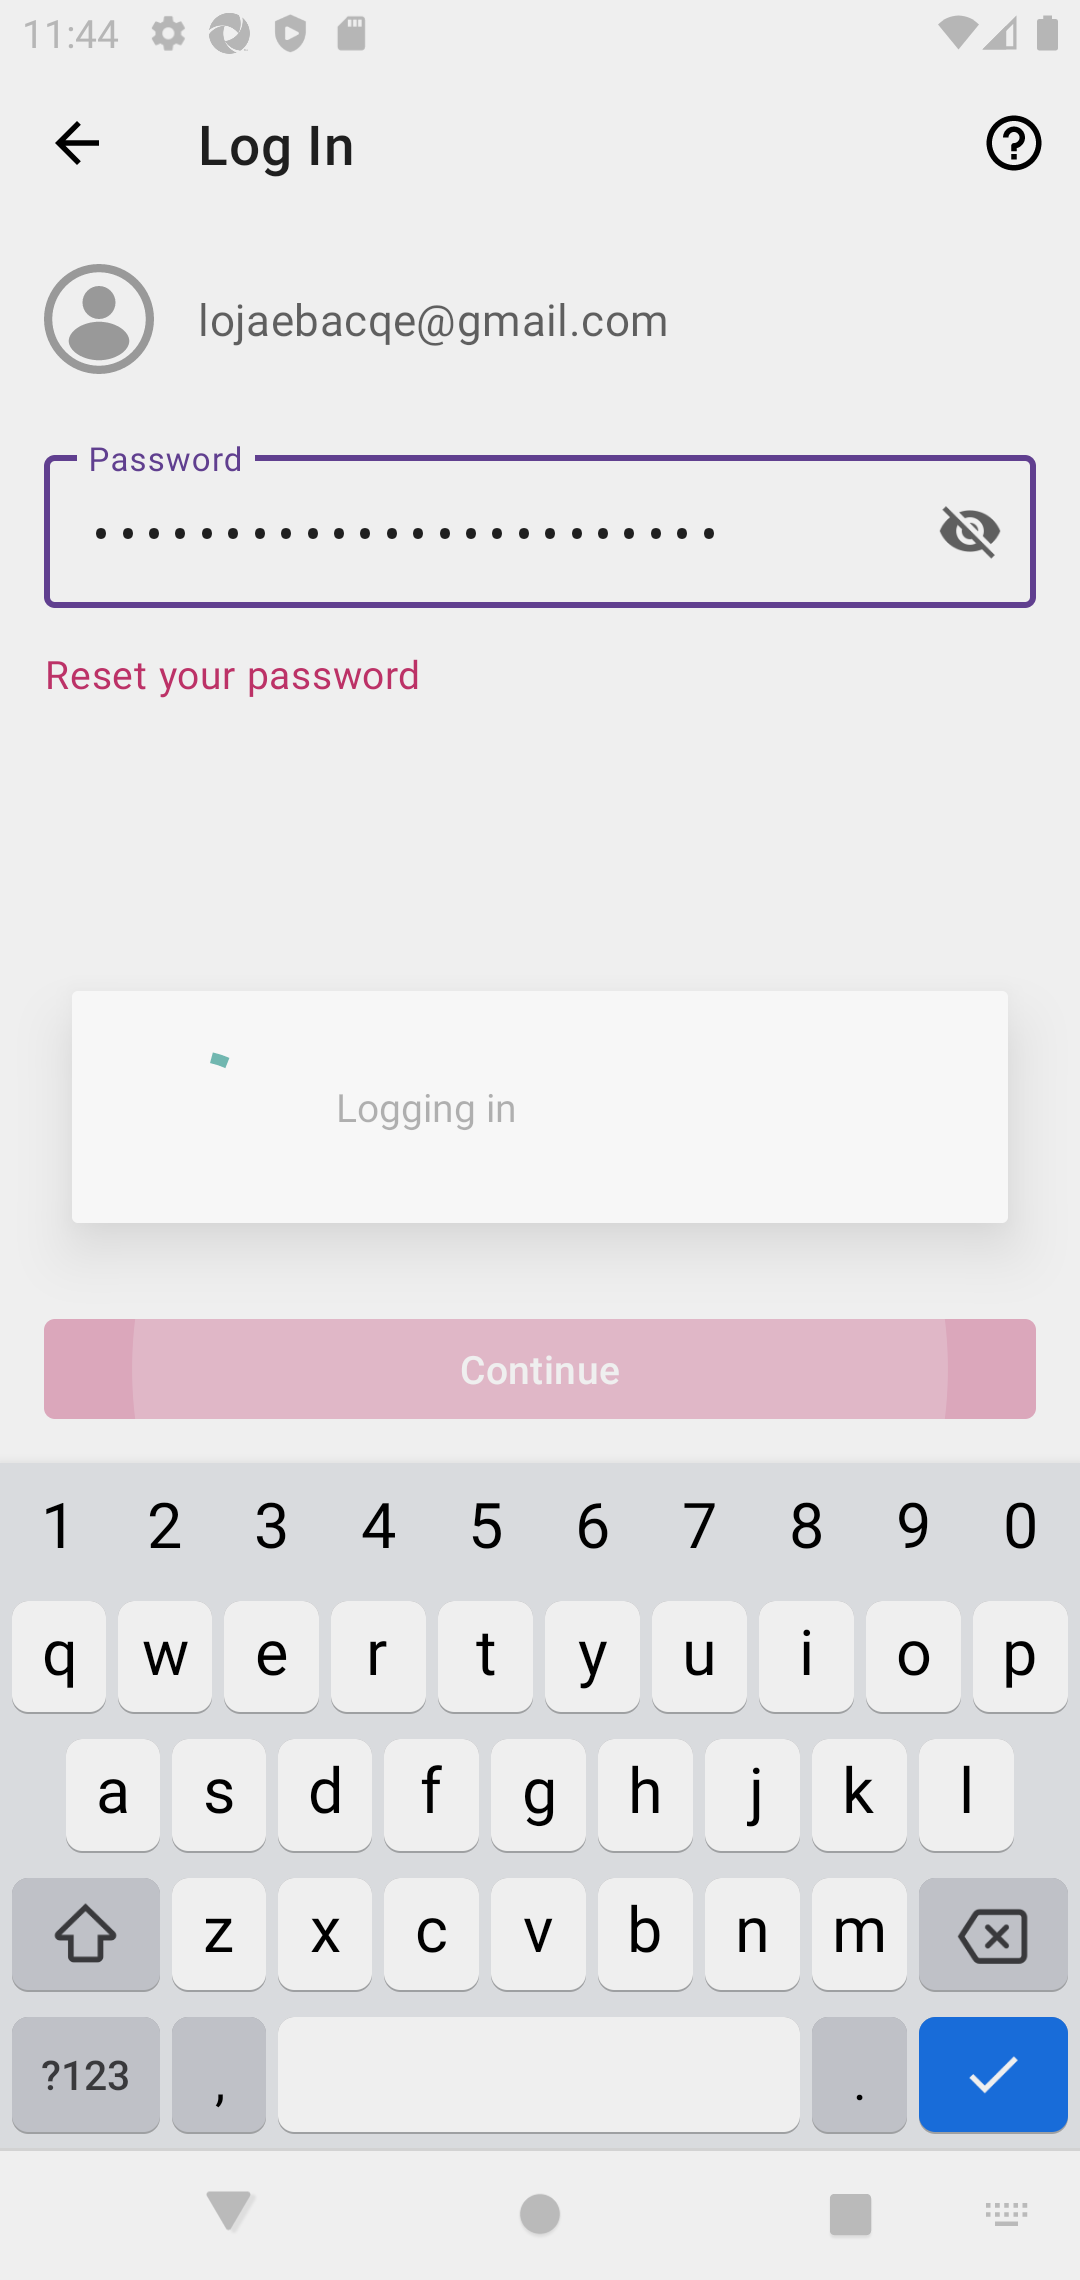 11:44
Log In
lojaebacqe@gmail.com
Password
••••••••••••••••••••••••
Reset your password
Logging in
Continue
1 2 3 4 5 6 7 8 9 0
q w e r t y u i o p
a s d f g h j k l
z x c v b n m
?123 , .